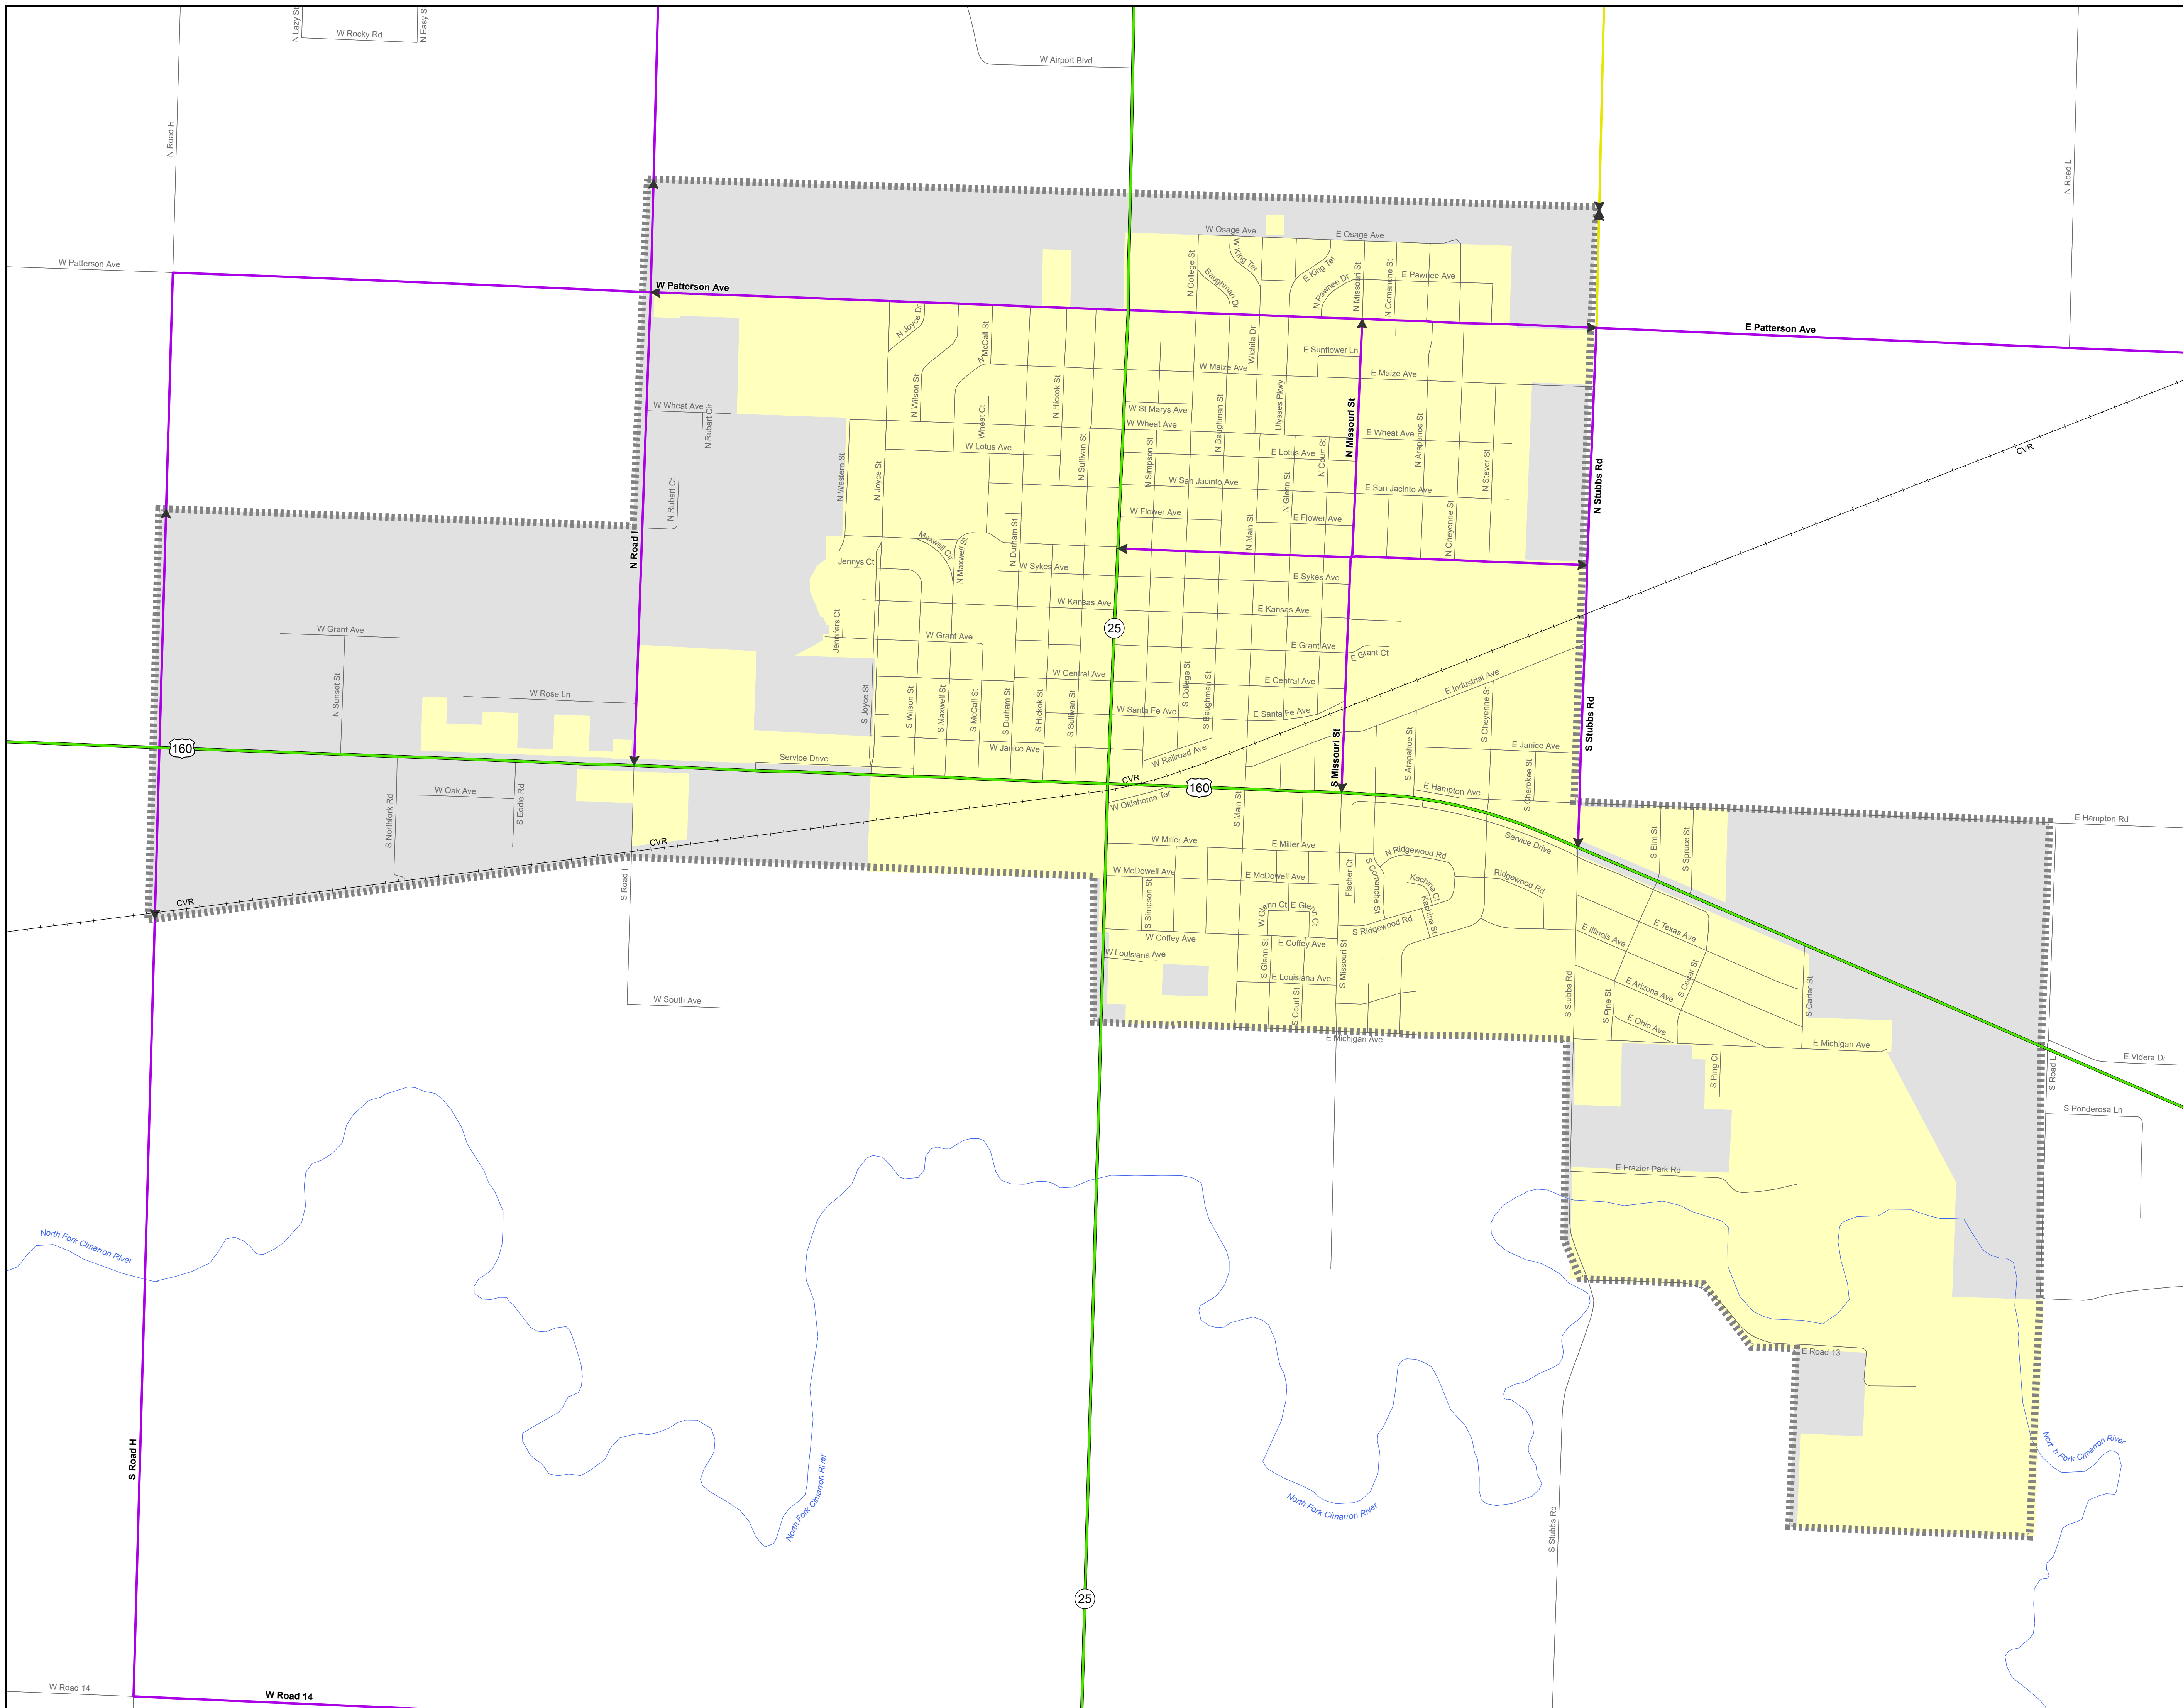 N Lazy St
W Rocky Rd
N Easy St
W Airport Blvd
N Road H
N Road L
W Osage Ave
E Osage Ave
W King Ter
E King Ter
N College St
Baughman Dr
N Pawnee Dr
N Missouri St
N Comanche St
E Pawnee Ave
W Patterson Ave
W Patterson Ave
E Patterson Ave
N Joyce Dr
N McCall St
Wichita Dr
E Sunflower Ln
W Maize Ave
E Maize Ave
N Wilson St
N Hickok St
Ulysses Pkwy
W Wheat Ave
N Rubart Cir
Wheat Ct
W St Marys Ave
N Baughman St
N Missouri St
W Wheat Ave
E Wheat Ave
N Arapahoe St
W Lotus Ave
N Sullivan St
N Simpson St
E Lotus Ave
N Court St
N Stever St
CVR
N Western St
N Joyce St
W San Jacinto Ave
E San Jacinto Ave
N Glenn St
N Stubbs Rd
N Rubart Ct
W Flower Ave
E Flower Ave
N Main St
N Cheyenne St
N Road I
Maxwell Cir
N Maxwell St
N Durham St
Jennys Ct
W Sykes Ave
E Sykes Ave
W Kansas Ave
E Kansas Ave
25
W Grant Ave
Jennifers Ct
W Grant Ave
E Grant Ave
E Grant Ct
N Sunset St
W Rose Ln
W Central Ave
E Central Ave
E Industrial Ave
S Joyce St
S Wilson St
S Maxwell St
S McCall St
S Durham St
S Hickok St
S Sullivan St
S College St
S Baughman St
W Santa Fe Ave
E Santa Fe Ave
S Cheyenne St
S Stubbs Rd
160
W Janice Ave
W Railroad Ave
S Missouri St
S Arapahoe St
E Janice Ave
Service Drive
CVR
160
E Hampton Ave
S Cherokee St
W Oak Ave
S Northfork Rd
S Eddie Rd
W Oklahoma Ter
S Main St
Service Drive
E Hampton Rd
CVR
S Road I
W Miller Ave
E Miller Ave
N Ridgewood Rd
S Elm St
S Spruce St
W McDowell Ave
E McDowell Ave
Fischer Ct
S Comanche St
Kachina Ct
Ridgewood Rd
CVR
S Simpson St
W Glenn Ct
E Glenn Ct
Kachina St
S Ridgewood Rd
E Texas Ave
E Illinois Ave
W Coffey Ave
E Coffey Ave
W Louisiana Ave
E Louisiana Ave
S Glenn St
S Court St
S Missouri St
S Stubbs Rd
E Arizona Ave
S Cedar St
S Carter St
S Pine St
E Ohio Ave
W South Ave
E Michigan Ave
E Michigan Ave
S Ping Ct
S Road L
E Videra Dr
S Ponderosa Ln
E Frazier Park Rd
North Fork Cimarron River
E Road 13
S Road H
North Fork Cimarron River
North Fork Cimarron River
Nort h Fork Cimarron River
S Stubbs Rd
25
W Road 14
W Road 14